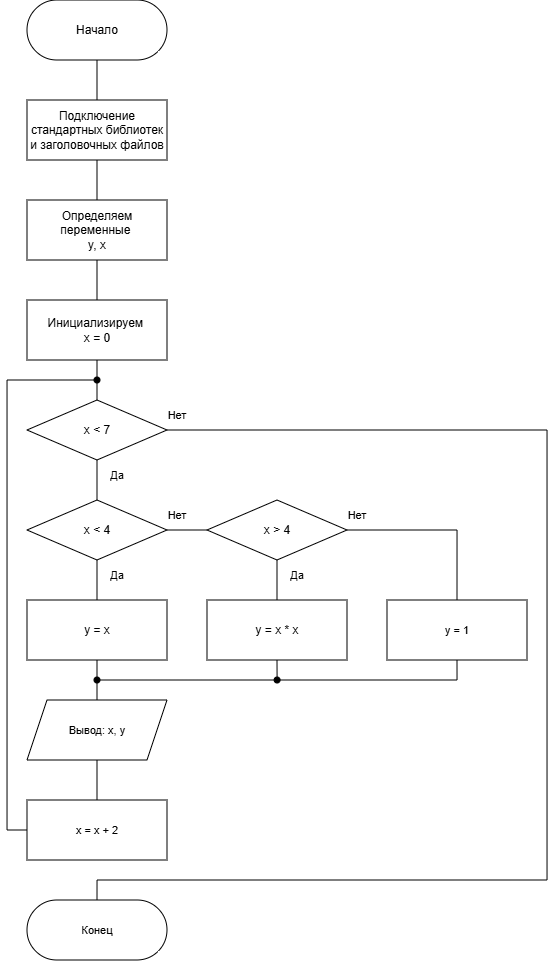 Начало
Подключение
стандартных библиотек
и заголовочных файлов
Определяем
переменные
y, x
Инициализируем
x = 0
x < 7
Нет
Да
x < 4
Нет
x > 4
Нет
Да
Да
y = x
y = x * x
y = 1
Вывод: x, y
x = x + 2
Конец